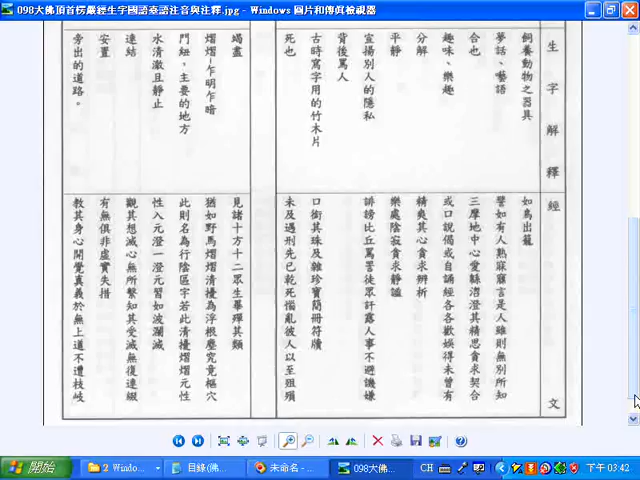 098大佛頂首楞嚴經生字國語臺語注音與注釋.jpg - Windows 圖片和傳真檢視器
生字解釋
飼養動物之器具
夢話、囈語
合也
趣味、樂趣
分解
平靜
宣揚別人的隱私
背後罵人
古時寫字用的竹木片
死也
竭盡
熠熠-乍明乍暗
門紐,主要的地方
水清澈且靜止
連結
安置
旁出的道路。
經文
如鳥出籠
譬如有人熟寐寱言是人雖則無別所知
三摩地中心愛緜㳷澄其精思貪求契合
或口說偈或自誦經各各歡娛得未曾有
精爽其心貪求辨析
樂處陰寂貪求靜謐
誹謗比丘罵詈徒眾訐露人事不避譏嫌
口銜其珠及雜珍寶簡冊符牘
未及遇刑先已乾死惱亂彼人以至殂殞
見諸十方十二眾生畢殫其類
猶如野馬熠熠清擾為浮根塵究竟樞穴
此則名為行陰區宇若此清擾熠熠元性
性入元澄一澄元習如波瀾滅
觀其想滅心無所繫知其受滅無復連綴
有無俱非虛實失措
教其身心開覺真義於無上道不遭枝岐
開始
2 Windo...
目錄(佛...
未命名 - ...
098大佛...
CH
下午 03:42